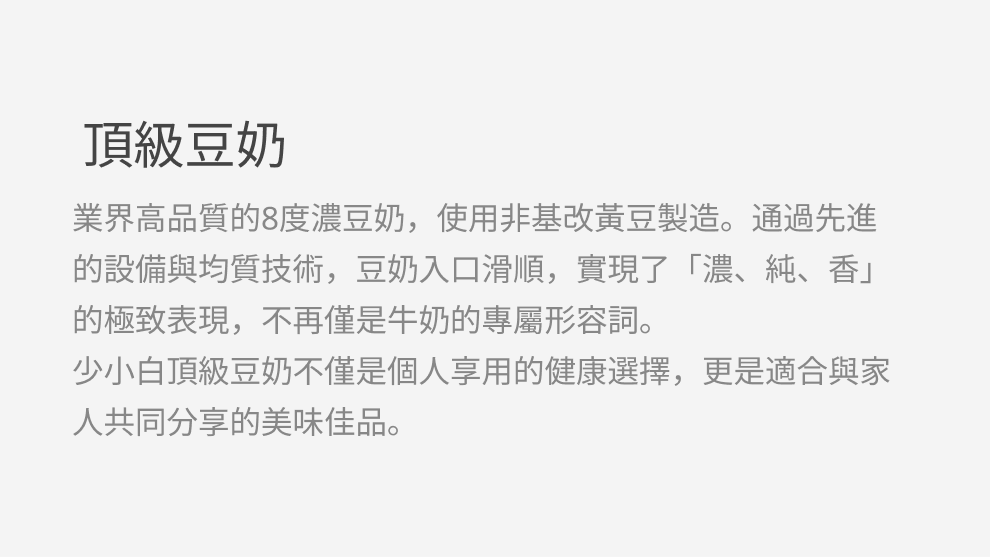 頂級豆奶
業界高品質的8度濃豆奶，使用非基改黃豆製造。通過先進
的設備與均質技術，豆奶入口滑順，實現了「濃、純、香」
的極致表現，不再僅是牛奶的專屬形容詞。
少小白頂級豆奶不僅是個人享用的健康選擇，更是適合與家
人共同分享的美味佳品。